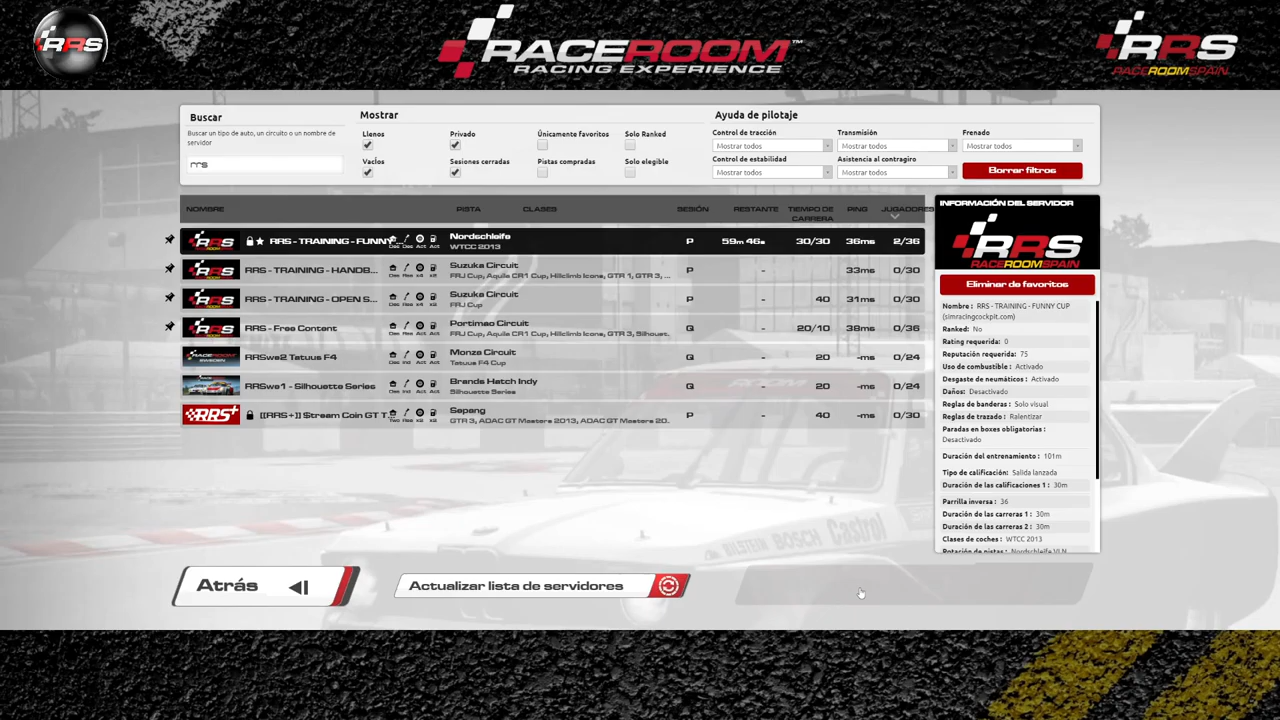 RRS
RACEROOM™
RACING EXPERIENCE
RRS
RACEROOMSPAIN
Buscar
Buscar un tipo de auto, un circuito o un nombre de
servidor
rrs
Mostrar
Llenos
Privado
Únicamente favoritos
Solo Ranked
Vacíos
Sesiones cerradas
Pistas compradas
Solo elegible
Ayuda de pilotaje
Control de tracción
Transmisión
Frenado
Mostrar todos
Mostrar todos
Mostrar todos
Control de estabilidad
Asistencia al contragiro
Mostrar todos
Mostrar todos
Borrar filtros
NOMBRE PISTA CLASES SESIÓN RESTANTE TIEMPO DE CARRERA PING JUGADORES
RRS - TRAINING - FUNNY... Nordschleife P 59m 46s 30/30 36ms 2/36
WTCC 2013
RRS - TRAINING - HANDB... Suzuka Circuit P - 33ms 0/30
FRJ Cup, Aquila CR1 Cup, Hillclimb Icons, GTR 1, GTR 3, ...
RRS - TRAINING - OPEN S... Suzuka Circuit P - 40 31ms 0/30
FRJ Cup
RRS - Free Content Portimao Circuit Q - 20/10 38ms 0/36
FRJ Cup, Aquila CR1 Cup, Hillclimb Icons, GTR 3, Silhouet...
RRSwe2 Tatuus F4 Monza Circuit Q - 20 -ms 0/24
Tatuus F4 Cup
RRSwe1 - Silhouette Series Brands Hatch Indy Q - 20 -ms 0/24
Silhouette Series
RRS+ [[RRS+]] Stream Coin GT T... Sepang P - 40 -ms 0/30
GTR 3, ADAC GT Masters 2013, ADAC GT Masters 20...
INFORMACIÓN DEL SERVIDOR
RRS
RACEROOMSPAIN
Eliminar de favoritos
Nombre : RRS - TRAINING - FUNNY CUP
(simracingcockpit.com)
Ranked: No
Rating requerida: 0
Reputación requerida: 75
Uso de combustible: Activado
Desgaste de neumáticos: Activado
Daños: Desactivado
Reglas de banderas : Solo visual
Reglas de trazado : Ralentizar
Paradas en boxes obligatorias :
Desactivado
Duración del entrenamiento : 101m
Tipo de calificación: Salida lanzada
Duración de las calificaciones 1 : 30m
Parrilla inversa : 36
Duración de las carreras 1 : 30m
Duración de las carreras 2 : 30m
Clases de coches : WTCC 2013
Rotación de pistas : Nordschleife VLN
Atrás
Actualizar lista de servidores
BOSCH Castrol